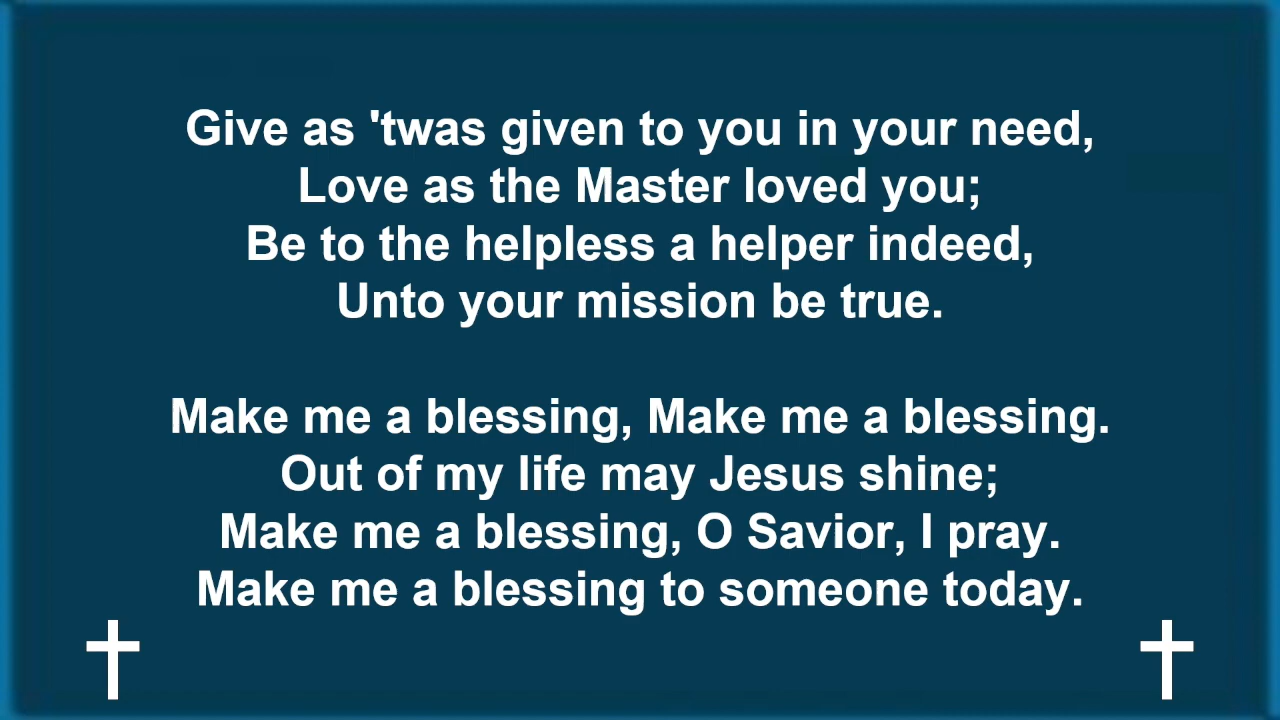 Give as 'twas given to you in your need,
Love as the Master loved you;
Be to the helpless a helper indeed,
Unto your mission be true.
Make me a blessing, Make me a blessing.
Out of my life may Jesus shine;
Make me a blessing, O Savior, I pray.
Make me a blessing to someone today.